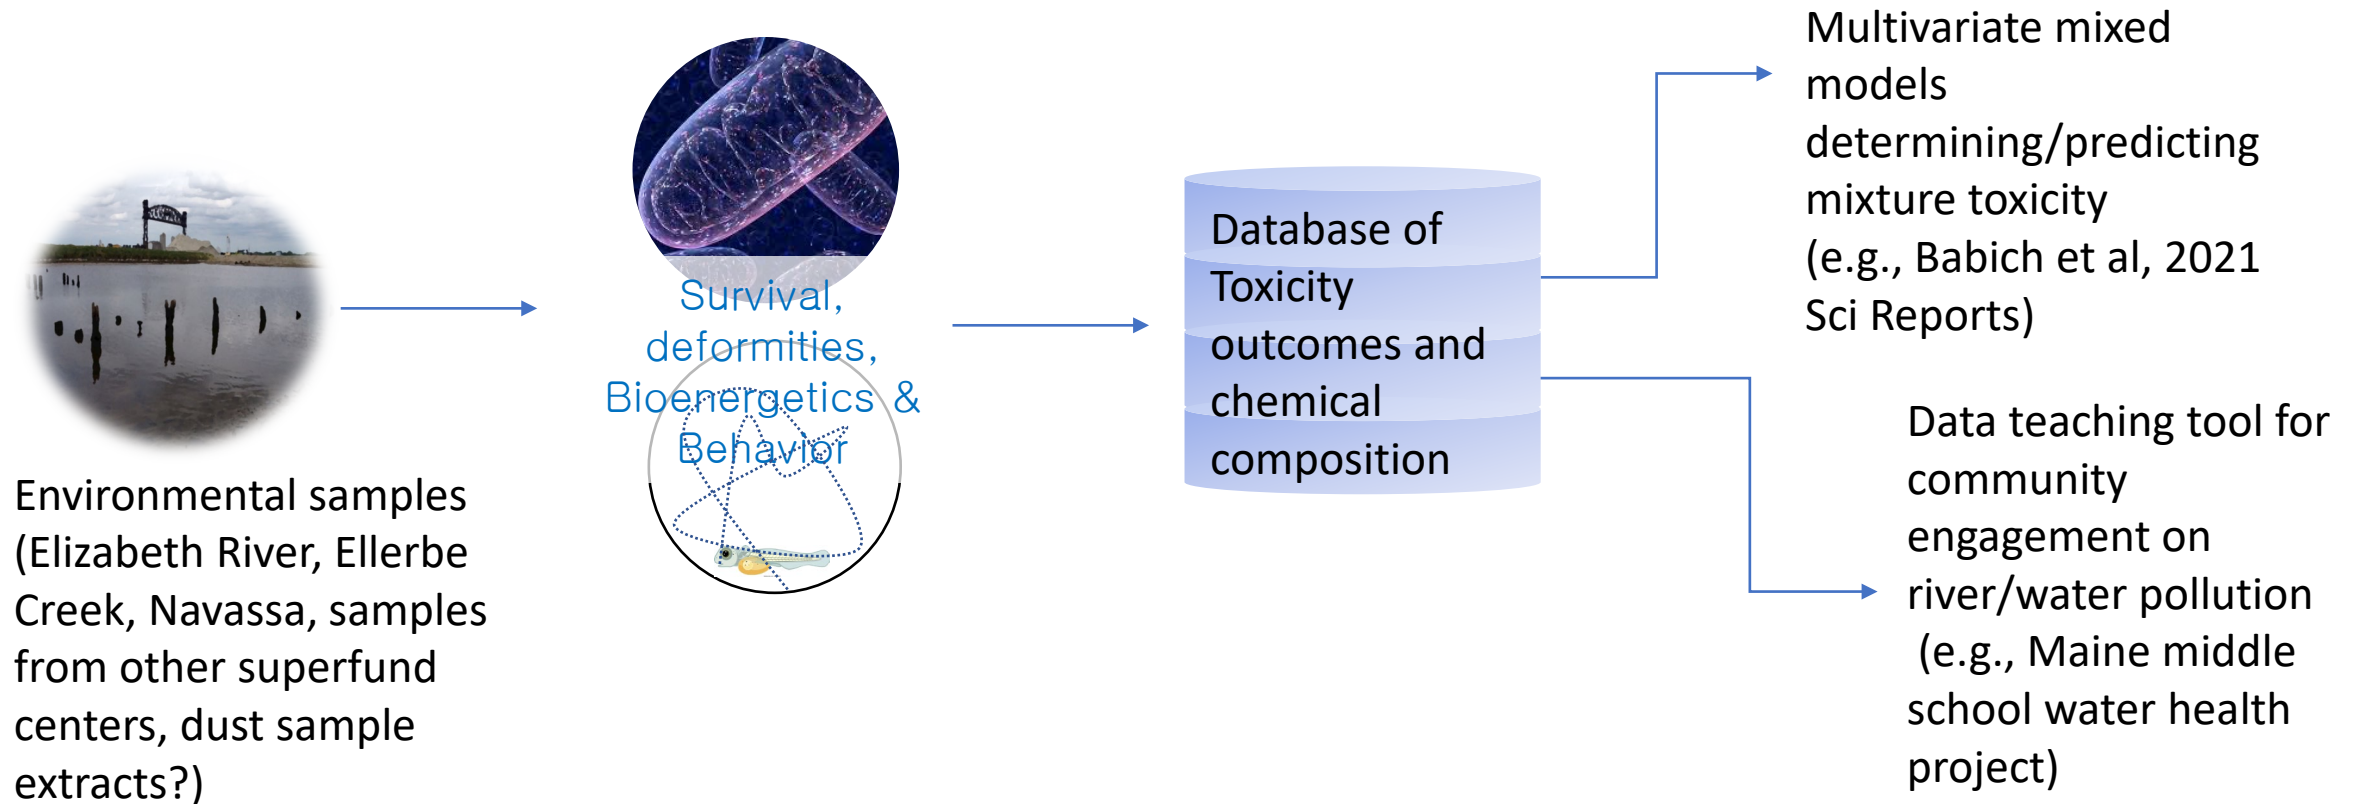 Environmental samples
(Elizabeth River, Ellerbe
Creek, Navassa, samples
from other superfund
centers, dust sample
extracts?)
Survival,
deformities,
Bioenergetics &
Behavior
Database of
Toxicity
outcomes and
chemical
composition
Multivariate mixed
models
determining/predicting
mixture toxicity
(e.g., Babich et al, 2021
Sci Reports)
Data teaching tool for
community
engagement on
river/water pollution
(e.g., Maine middle
school water health
project)